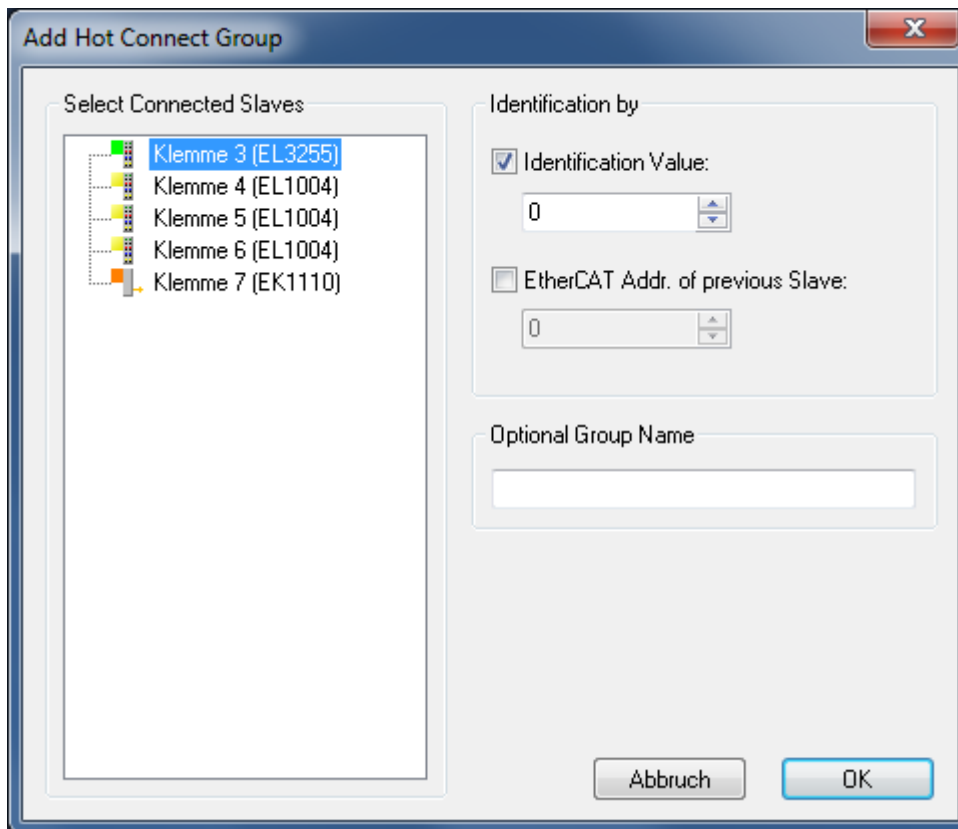 Add Hot Connect Group
Select Connected Slaves
Klemme 3 (EL3255)
Klemme 4 (EL1004)
Klemme 5 (EL1004)
Klemme 6 (EL1004)
Klemme 7 (EK1110)
Identification by
Identification Value:
0
EtherCAT Addr. of previous Slave:
0
Optional Group Name
Abbruch
OK